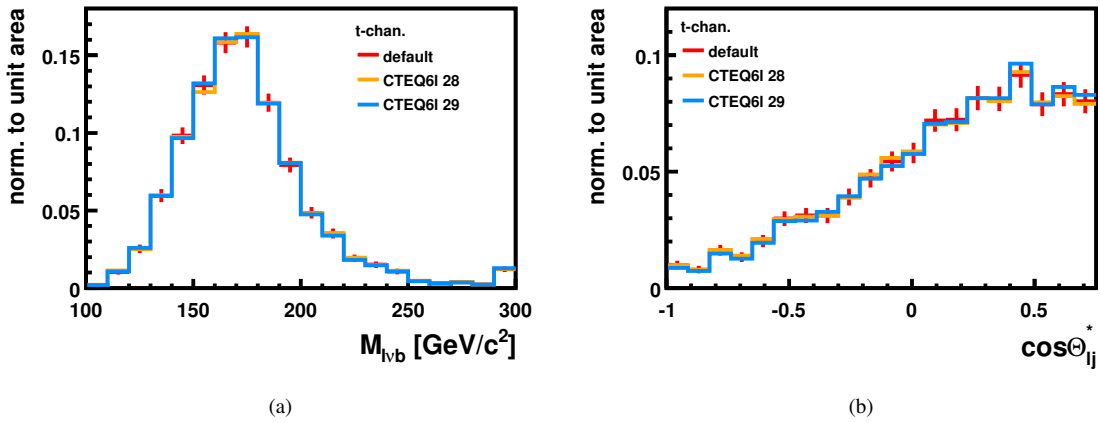 norm. to unit area
0.15
0.1
0.05
0
t-chan.
default
CTEQ6l 28
CTEQ6l 29
100 150 200 250 300
M_lνb [GeV/c²]
(a)
norm. to unit area
0.1
0.05
0
t-chan.
default
CTEQ6l 28
CTEQ6l 29
-1 -0.5 0 0.5
cosΘ*_lj
(b)